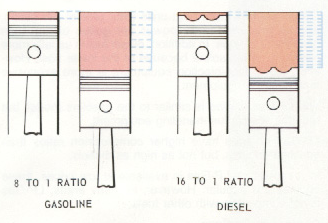 8 TO 1 RATIO
GASOLINE
16 TO 1 RATIO
DIESEL